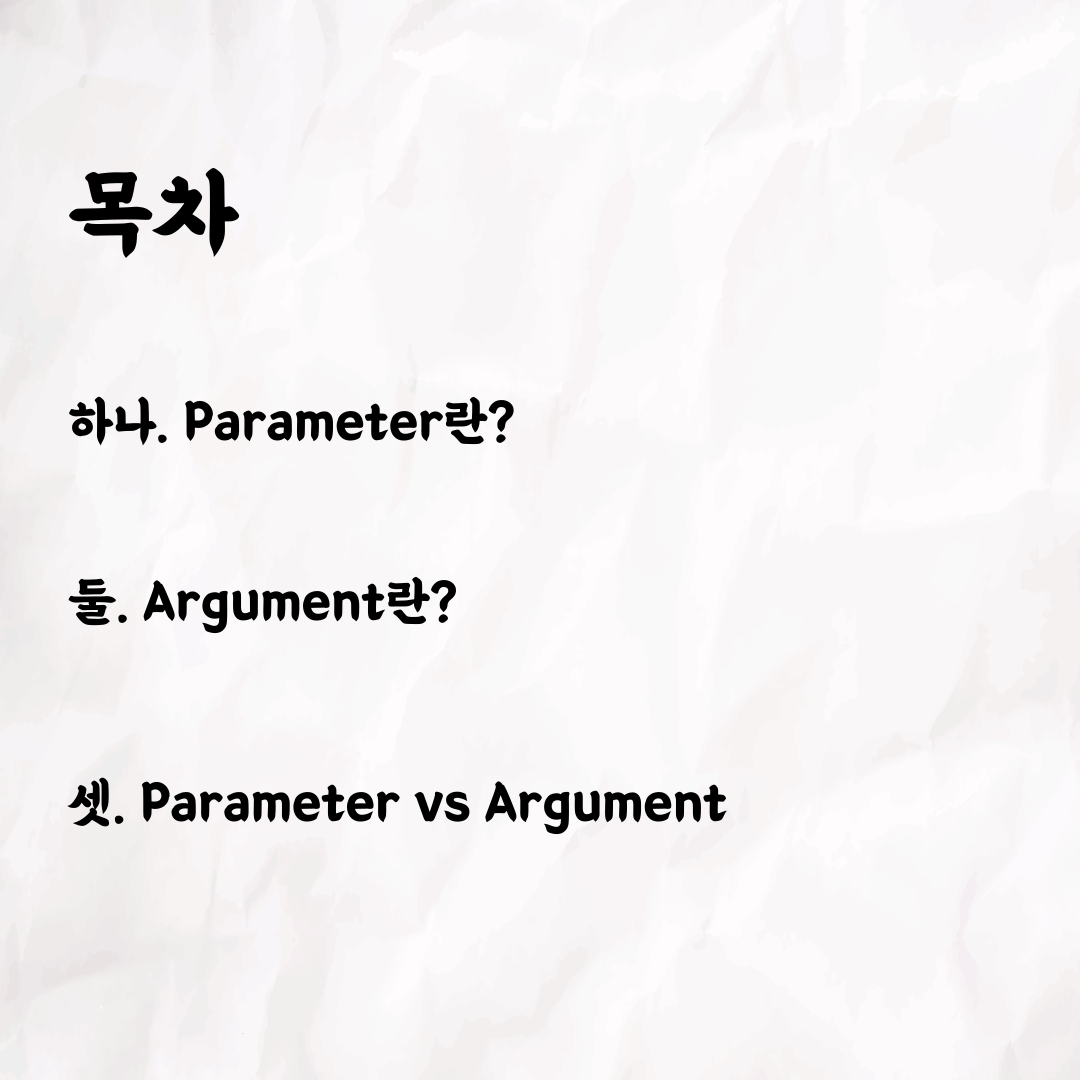 목차
하나. Parameter란?
둘. Argument란?
셋. Parameter vs Argument